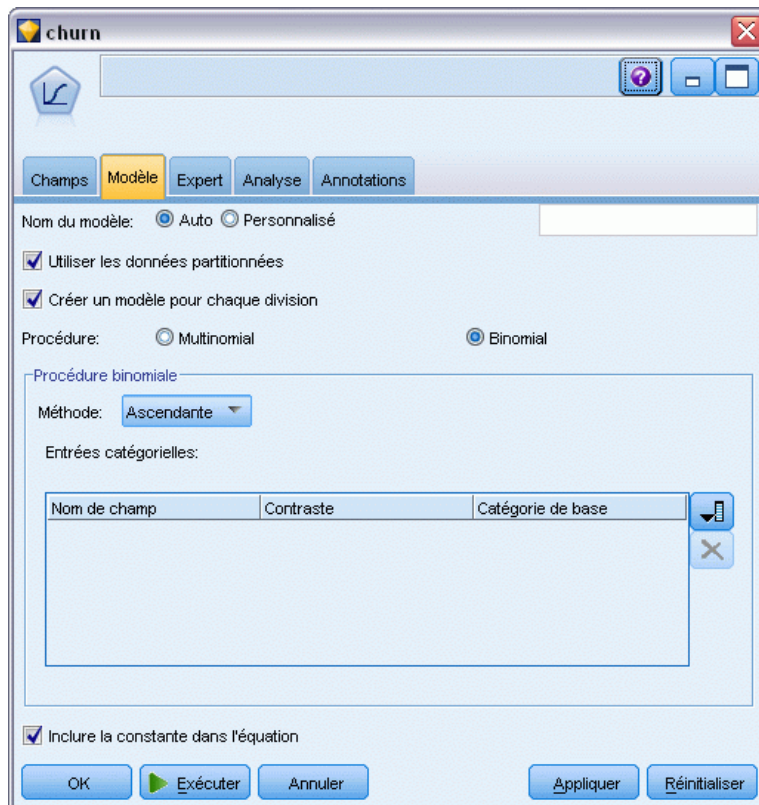 churn
Champs Modèle Expert Analyse Annotations
Nom du modèle: Auto Personnalisé
Utiliser les données partitionnées
Créer un modèle pour chaque division
Procédure: Multinomial Binomial
Procédure binomiale
Méthode: Ascendante
Entrées catégorielles:
Nom de champ Contraste Catégorie de base
Inclure la constante dans l'équation
OK Exécuter Annuler Appliquer Réinitialiser